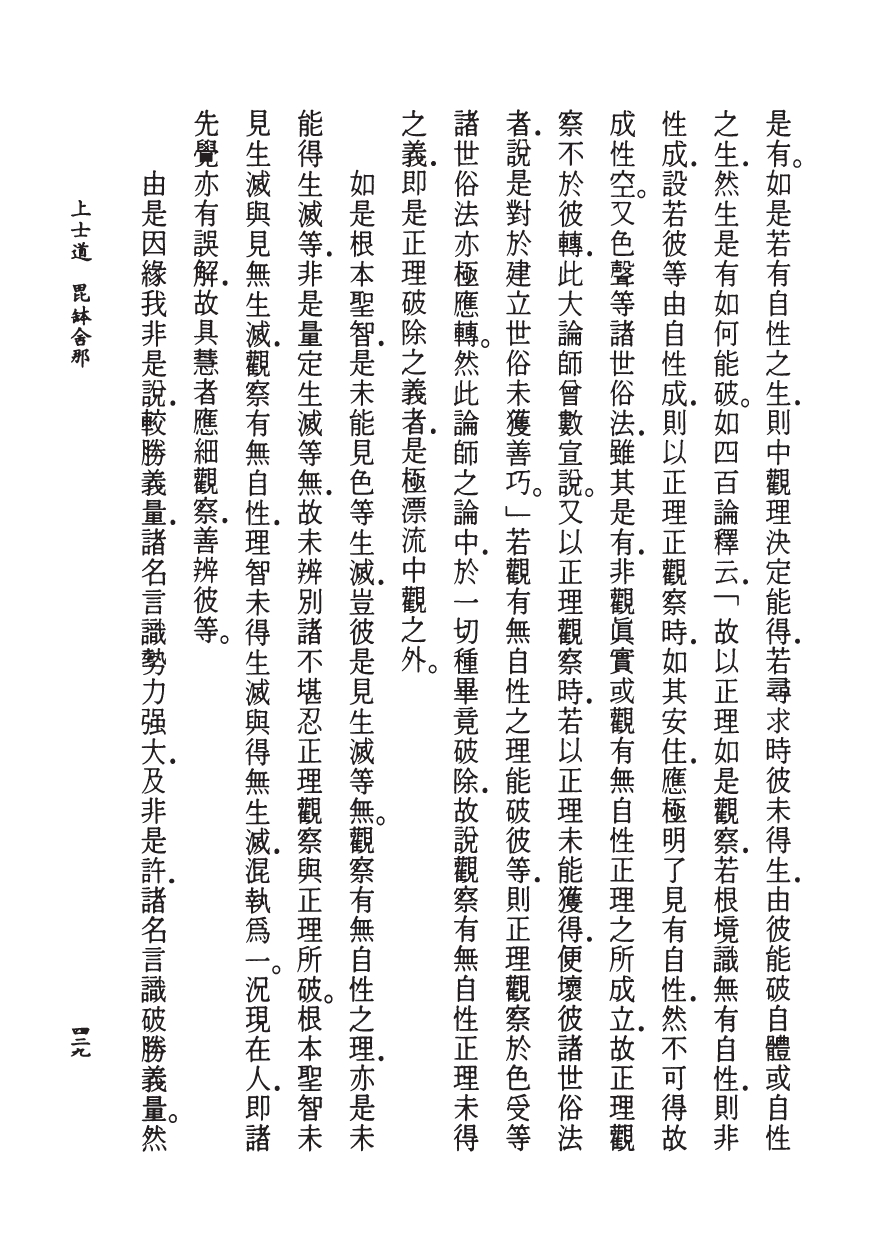 是有。如是若有自性之生．則中觀理決定能得．若尋求時彼未得生．由彼能破自體或自性
之生．然生是有如何能破。如四百論釋云．「故以正理如是觀察．若根境識無有自性．則非
性成．設若彼等由自性成．則以正理正觀察時．如其安住．應極明了見有自性．然不可得故
成性空。又色聲等諸世俗法．雖其是有．非觀眞實或觀有無自性正理之所成立．故正理觀
察不於彼轉．此大論師曾數宣說。又以正理觀察時．若以正理未能獲得．便壞彼諸世俗法
者．說是對於建立世俗未獲善巧。」若觀有無自性之理能破彼等．則正理觀察於色受等
諸世俗法亦極應轉。然此論師之論中．於一切種畢竟破除．故說觀察有無自性正理未得
之義．即是正理破除之義者．是極漂流中觀之外。
如是根本聖智．是未能見色等生滅．豈彼是見生滅等無。觀察有無自性之理．亦是未
能得生滅等．非是量定生滅等無．故未辨別諸不堪忍正理觀察與正理所破。根本聖智未
見生滅與見無生滅．觀察有無自性．理智未得生滅與得無生滅．混執爲一。況現在人．即諸
先覺亦有誤解．故具慧者應細觀察．善辨彼等。
由是因緣我非是說．較勝義量．諸名言識勢力强大．及非是許．諸名言識破勝義量。然
上士道　毘鉢舍那
四二九